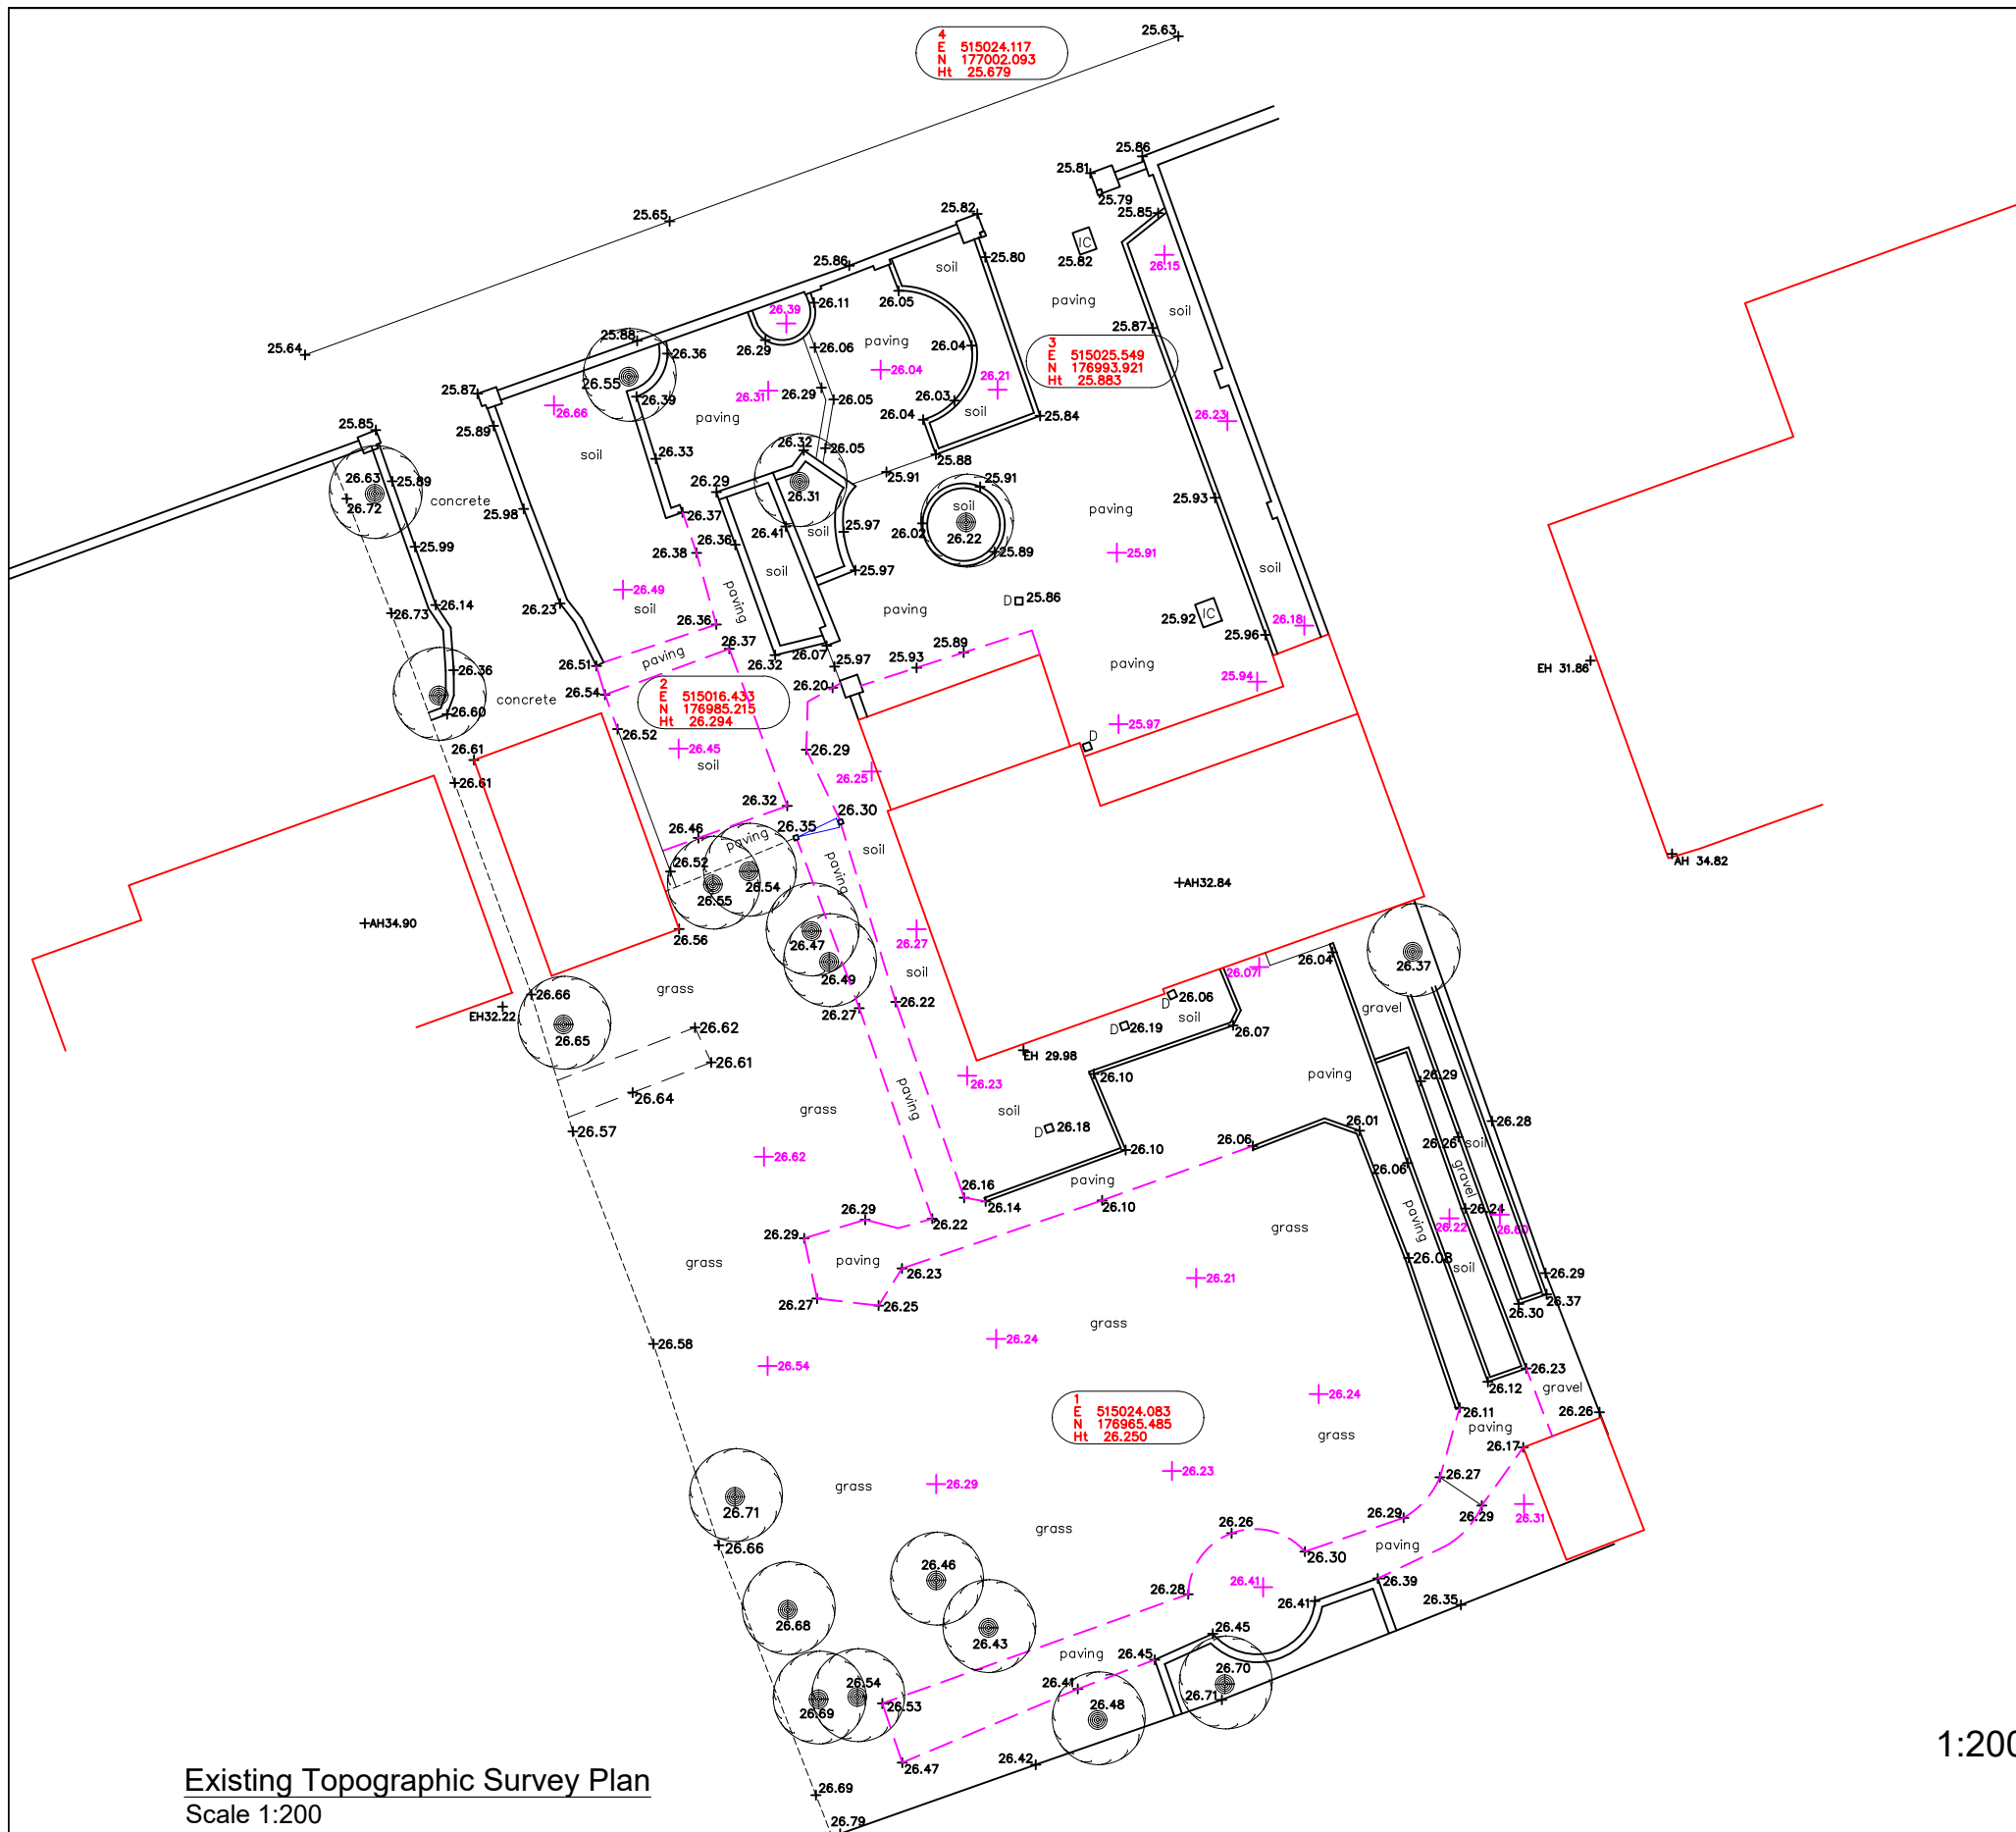 25.63
4
E 515024.117
N 177002.093
Ht 25.679
25.86
25.81
25.79
25.85
25.82
25.65
25.80
IC
25.82
26.15
25.86
soil
25.64
26.39
26.11
26.05
paving
soil
25.88
26.29
26.06
paving
26.04
25.87
3
E 515025.549
N 176993.921
Ht 25.883
26.36
26.55
26.04
25.87
26.66
26.39
26.31
26.29
26.05
26.21
26.03
26.04
soil
25.84
26.23
25.85
25.89
paving
soil
26.33
26.32
26.05
25.88
25.91
25.91
26.63
25.89
26.72
concrete
26.29
26.31
25.98
26.37
26.41
soil
25.97
26.02
soil
26.22
paving
25.93
25.99
26.38
26.36
25.89
25.91
soil
25.97
soil
26.49
paving
26.14
26.73
26.23
soil
paving
D
25.86
25.92
IC
26.18
26.36
26.37
25.96
26.51
paving
26.32
26.07
25.97
25.93
25.89
paving
EH 31.86
26.36
26.54
2
E 515016.433
N 176985.215
Ht 26.294
26.20
25.94
concrete
26.60
26.52
25.97
26.61
26.45
26.29
D
soil
26.25
26.61
26.32
26.30
26.35
26.46
paving
soil
paving
AH 34.82
26.52
26.54
26.55
AH32.84
AH34.90
26.56
26.47
26.27
26.49
26.04
26.37
26.07
soil
grass
26.66
26.22
26.27
26.06
D
soil
gravel
EH32.22
26.65
26.62
D
26.19
26.07
EH 29.98
26.61
26.23
26.10
paving
26.29
26.64
paving
grass
soil
26.57
D
26.18
26.01
26.28
26.62
26.10
26.06
26.26
soil
26.06
gravel
paving
26.16
26.14
26.10
26.24
26.29
26.22
26.22
26.60
grass
paving
26.29
grass
paving
26.23
26.08
soil
26.21
26.29
26.27
26.25
26.37
26.30
grass
26.24
26.58
26.54
26.23
26.12
gravel
26.24
1
E 515024.083
N 176965.485
Ht 26.250
26.11
26.26
paving
grass
26.17
26.23
26.27
grass
26.29
26.71
26.29
26.29
26.31
grass
26.26
26.66
paving
26.30
26.46
26.41
26.39
26.28
26.41
26.35
26.68
26.43
26.45
paving
26.45
26.70
26.54
26.41
26.71
26.69
26.53
26.48
26.42
26.47
1:200
Existing Topographic Survey Plan
26.69
Scale 1:200
26.79